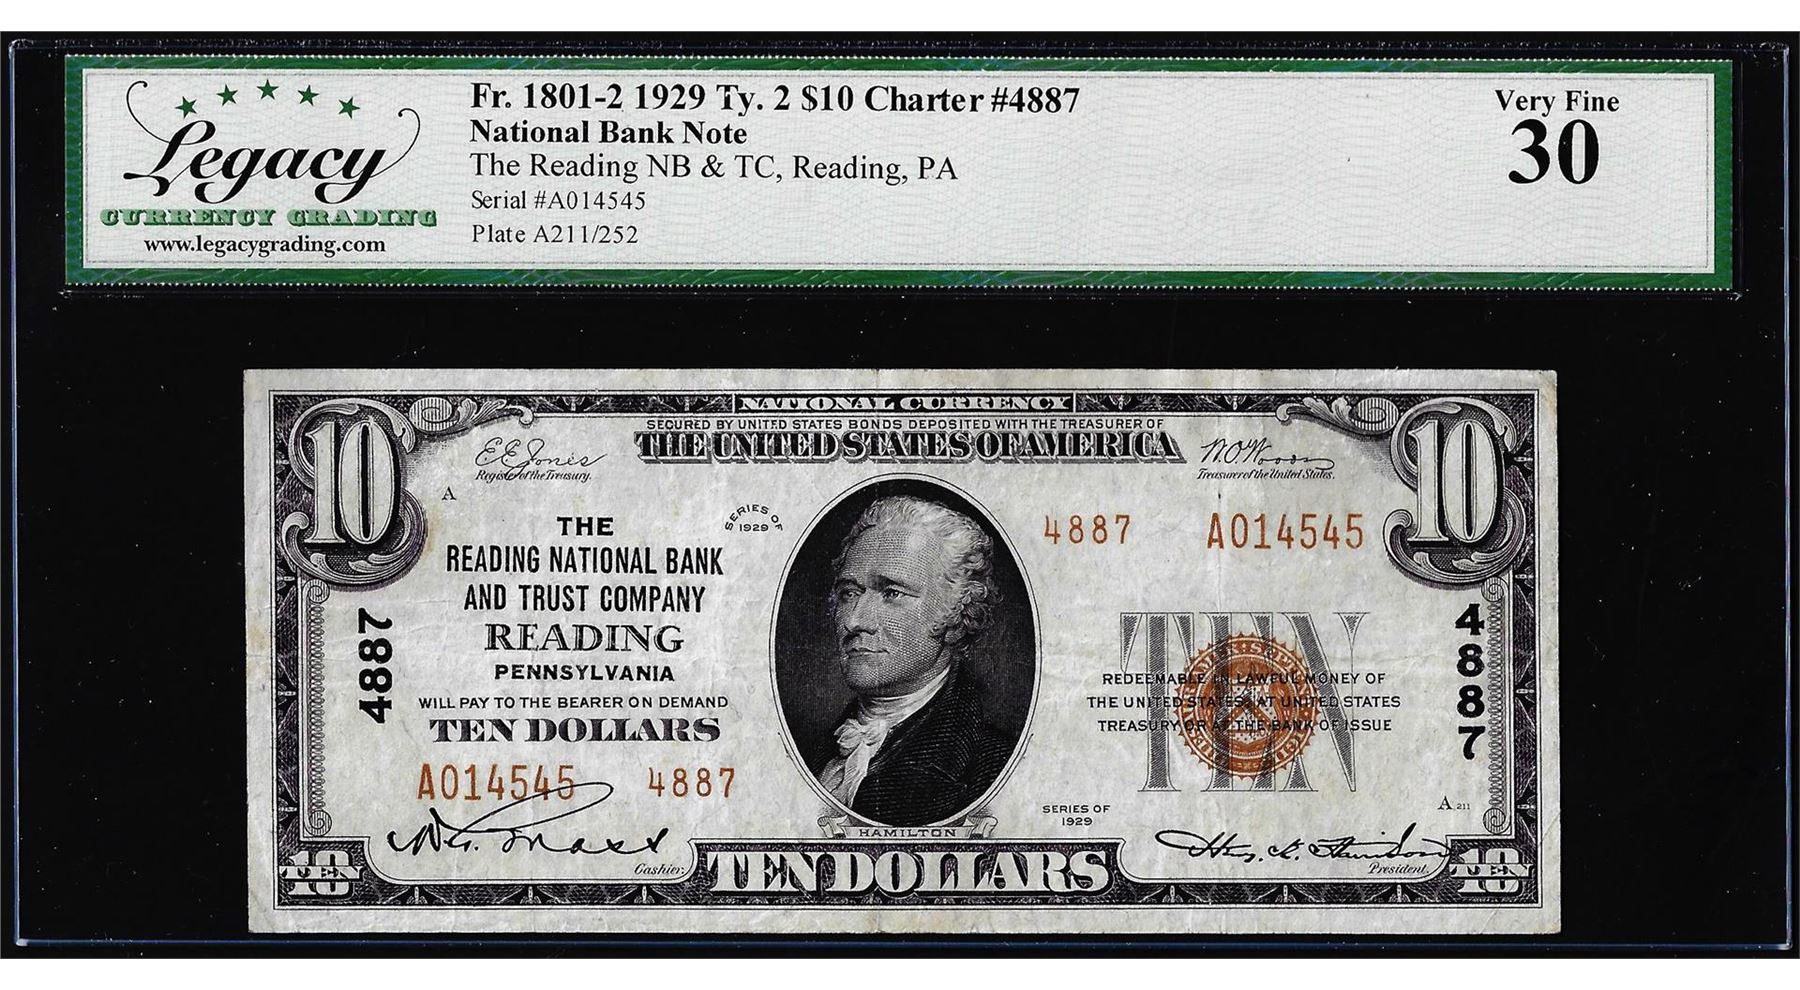 Legacy
CURRENCY GRADING
www.legacygrading.com
Fr. 1801-2 1929 Ty. 2 $10 Charter #4887
National Bank Note
The Reading NB & TC, Reading, PA
Serial #A014545
Plate A211/252
Very Fine
30
NATIONAL CURRENCY
SECURED BY UNITED STATES BONDS DEPOSITED WITH THE TREASURER OF
THE UNITED STATES OF AMERICA
10
10
E E Jones
Register of the Treasury.
W.O. Woods
Treasurer of the United States.
A
SERIES OF
1929
THE
READING NATIONAL BANK
AND TRUST COMPANY
READING
PENNSYLVANIA
WILL PAY TO THE BEARER ON DEMAND
TEN DOLLARS
4887
A014545 4887
4887 A014545
TEN
REDEEMABLE IN LAWFUL MONEY OF
THE UNITED STATES AT UNITED STATES
TREASURY OR AT THE BANK OF ISSUE
4887
SERIES OF
1929
A 211
HAMILTON
Cashier.
President.
10
TEN
TEN DOLLARS
10
TEN